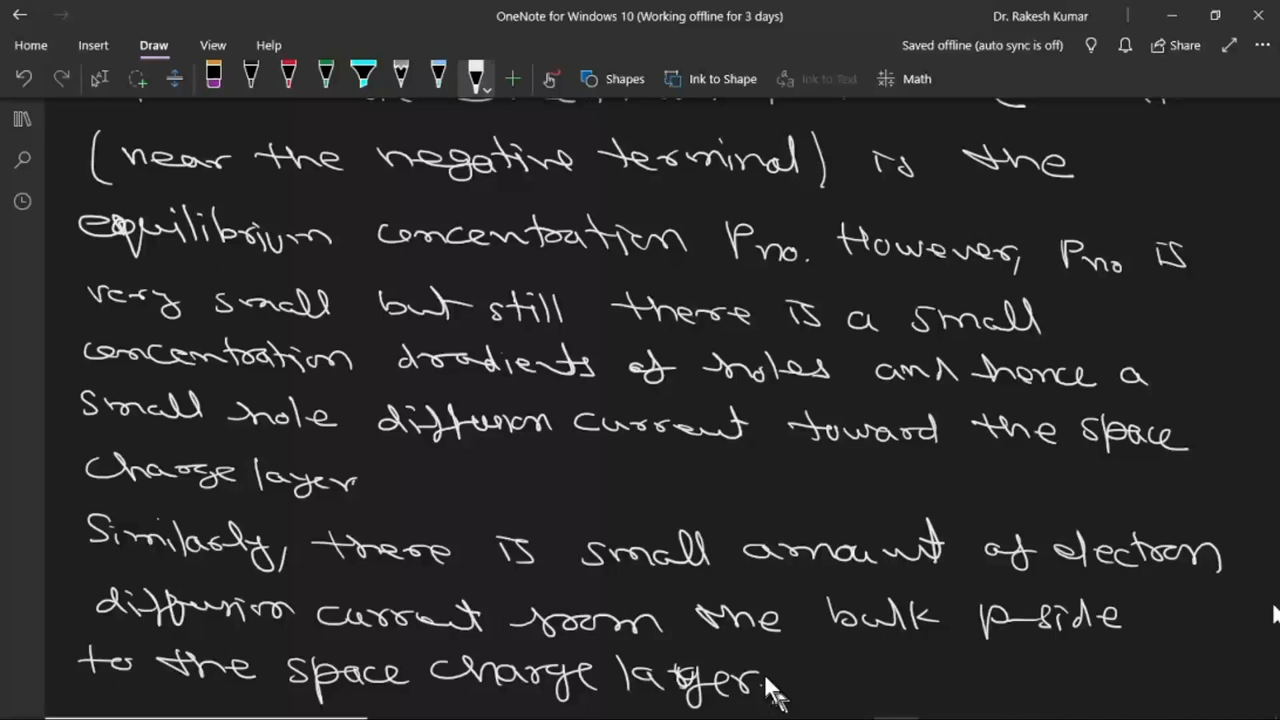 OneNote for Windows 10 (Working offline for 3 days)
Dr. Rakesh Kumar
Home Insert Draw View Help
Saved offline (auto sync is off) Share
Shapes Ink to Shape Ink to Text Math
(near the negative terminal) is the
equilibrium concentration Pno. However, Pno is
very small but still there is a small
concentration dradients of holes and hence a
small hole diffusion current toward the space
charge layer
Similarly, there is small amount of electron
diffusion current from the bulk p-side
to the space charge layer.